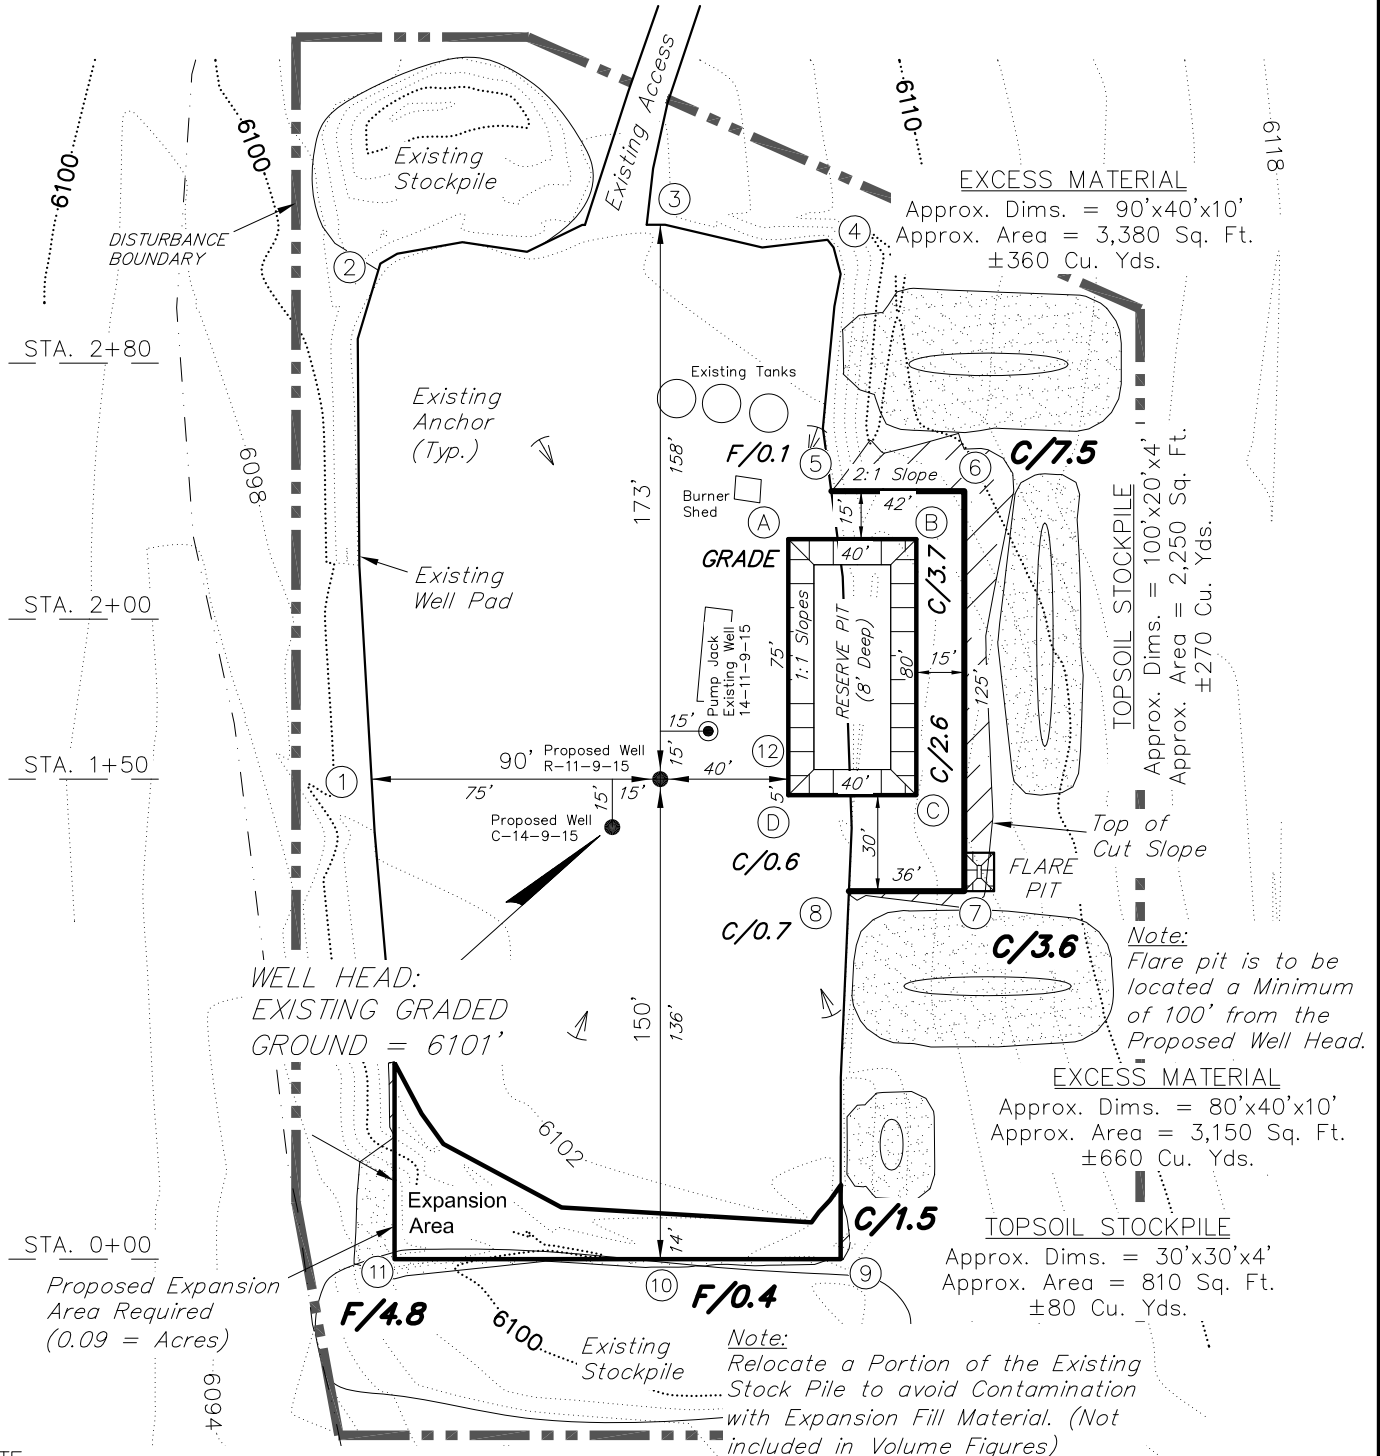 Existing Access
6100
6100
6110
6118
Existing
Stockpile
3
EXCESS MATERIAL
Approx. Dims. = 90'x40'x10'
Approx. Area = 3,380 Sq. Ft.
±360 Cu. Yds.
DISTURBANCE
BOUNDARY
2
4
STA. 2+80
Existing
Anchor
(Typ.)
Existing Tanks
158'
173'
F/0.1
5
6
C/7.5
2:1 Slope
6098
Burner
Shed
A
15'
42'
B
TOPSOIL STOCKPILE
Approx. Dims. = 100'x20'x4'
Approx. Area = 2,250 Sq. Ft.
±270 Cu. Yds.
GRADE
40'
C/3.7
Existing
Well Pad
STA. 2+00
1:1 Slopes
75'
RESERVE PIT
(8' Deep)
80'
15'
125'
Pump Jack
Existing Well
14-11-9-15
15'
15'
12
C/2.6
STA. 1+50
1
90'
Proposed Well
R-11-9-15
75'
15'
15'
40'
5'
40'
Proposed Well
C-14-9-15
D
C
C/0.6
30'
Top of
Cut Slope
36'
FLARE
PIT
8
7
C/0.7
C/3.6
Note:
Flare pit is to be
located a Minimum
of 100' from the
Proposed Well Head.
WELL HEAD:
EXISTING GRADED
GROUND = 6101'
150'
136'
EXCESS MATERIAL
Approx. Dims. = 80'x40'x10'
Approx. Area = 3,150 Sq. Ft.
±660 Cu. Yds.
6102
Expansion
Area
C/1.5
TOPSOIL STOCKPILE
Approx. Dims. = 30'x30'x4'
Approx. Area = 810 Sq. Ft.
±80 Cu. Yds.
STA. 0+00
14'
11
10
9
Proposed Expansion
Area Required
(0.09 = Acres)
F/4.8
F/0.4
6100
Existing
Stockpile
6094
Note:
Relocate a Portion of the Existing
Stock Pile to avoid Contamination
with Expansion Fill Material. (Not
included in Volume Figures)